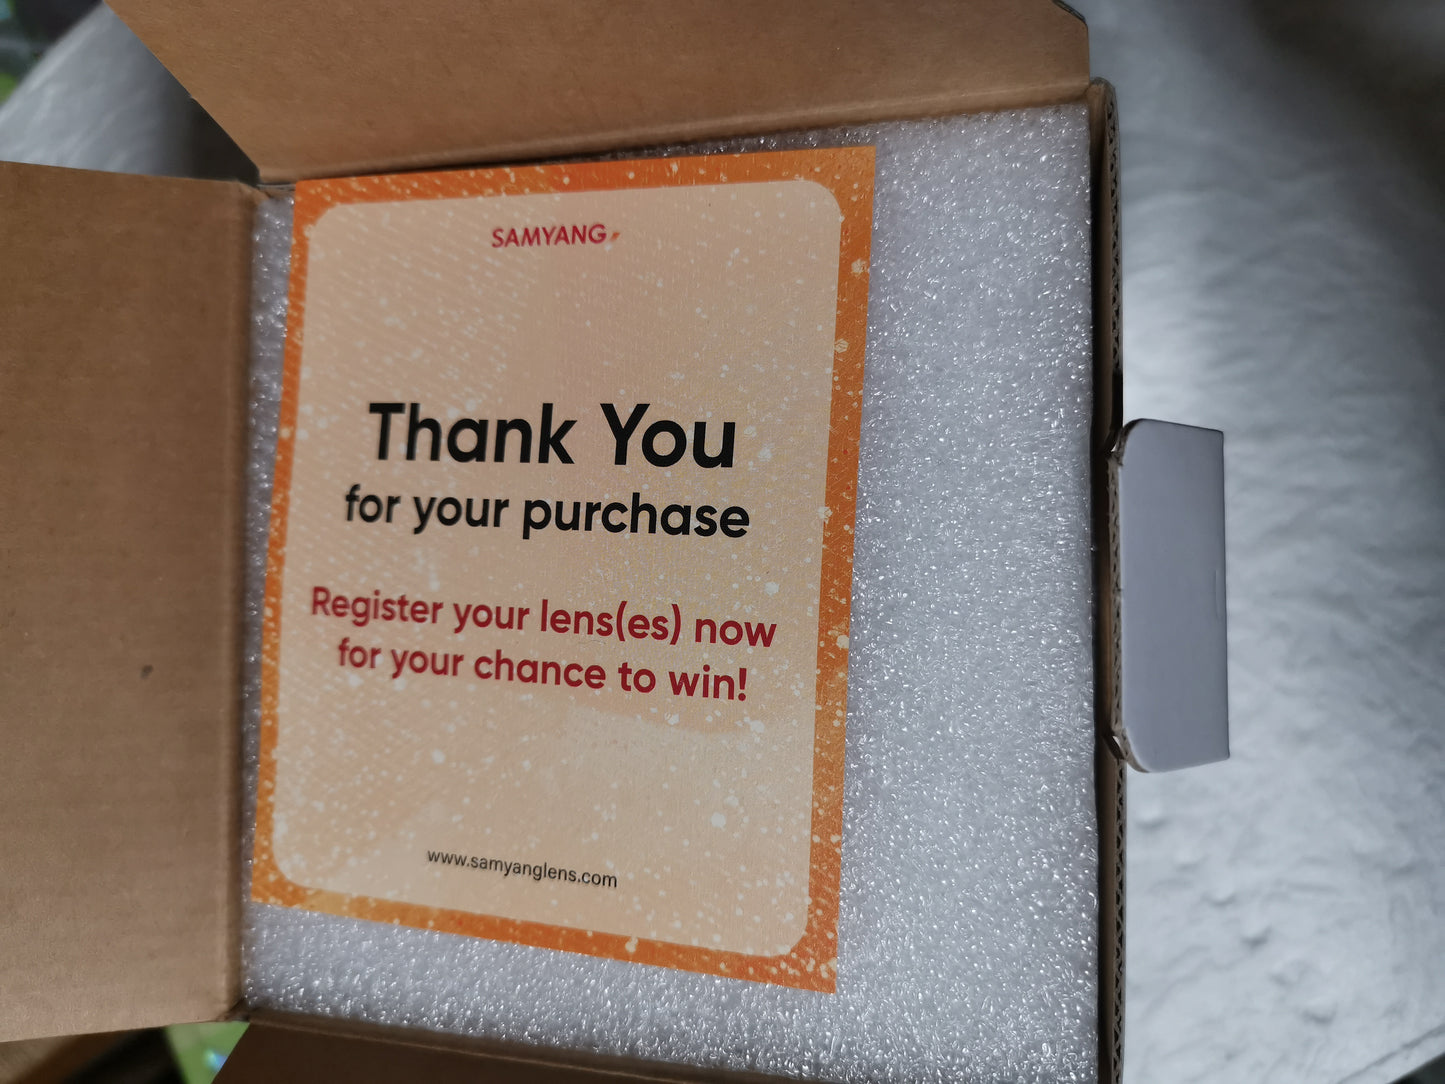 SAMYANG
Thank You
for your purchase
Register your lens(es) now
for your chance to win!
www.samyanglens.com